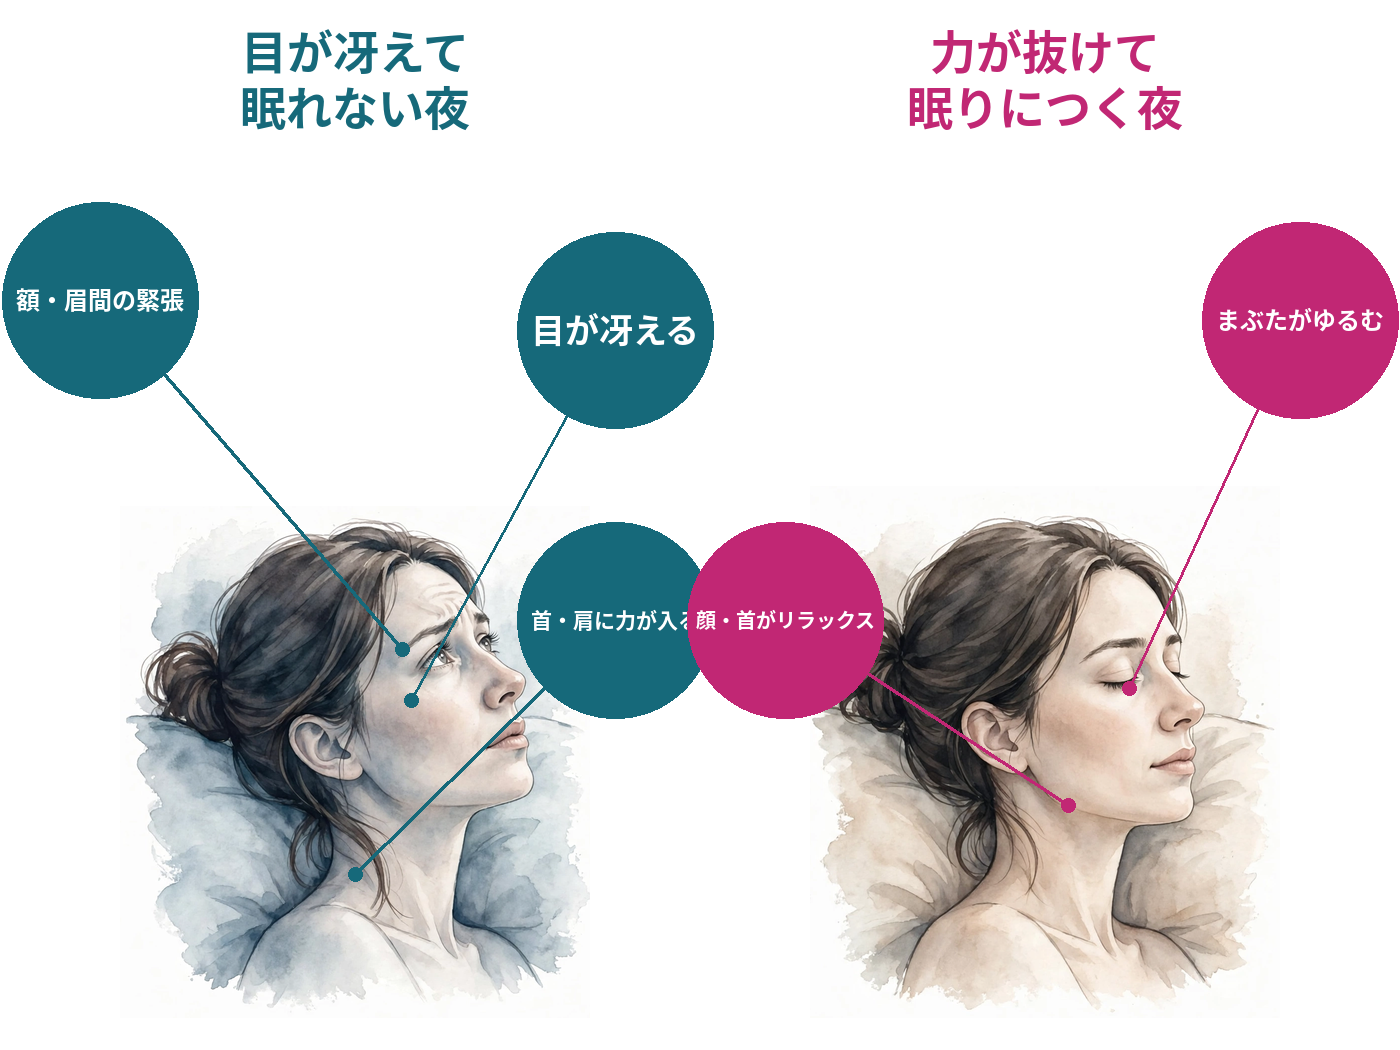 目が冴えて
眠れない夜
力が抜けて
眠りにつく夜
額・眉間の緊張
目が冴える
まぶたがゆるむ
首・肩に力が入る
顔・首がリラックス